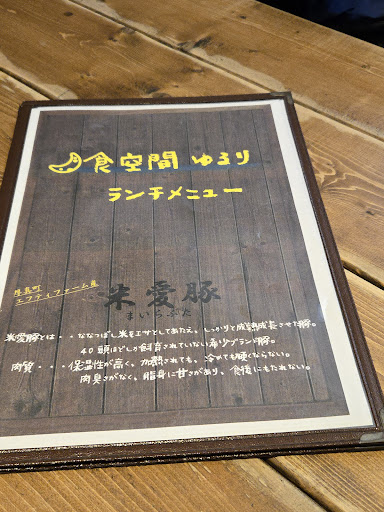 食空間 ゆるり
ランチメニュー
厚真町
エフティファーム産
米愛豚
まいらぶた
米愛豚とは・・ななつぼし米をエサとしてあたえ、しっかりと成熟成長させた豚。
40頭ほどしか飼育されていない希少ブランド豚。
肉質・・・保湿性が高く、加熱されても、冷めても硬くならない。
肉臭さがなく、脂身に甘さがあり、食後にもたれない。